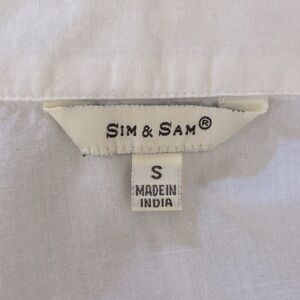 SIM & SAM®
S
MADE IN
INDIA